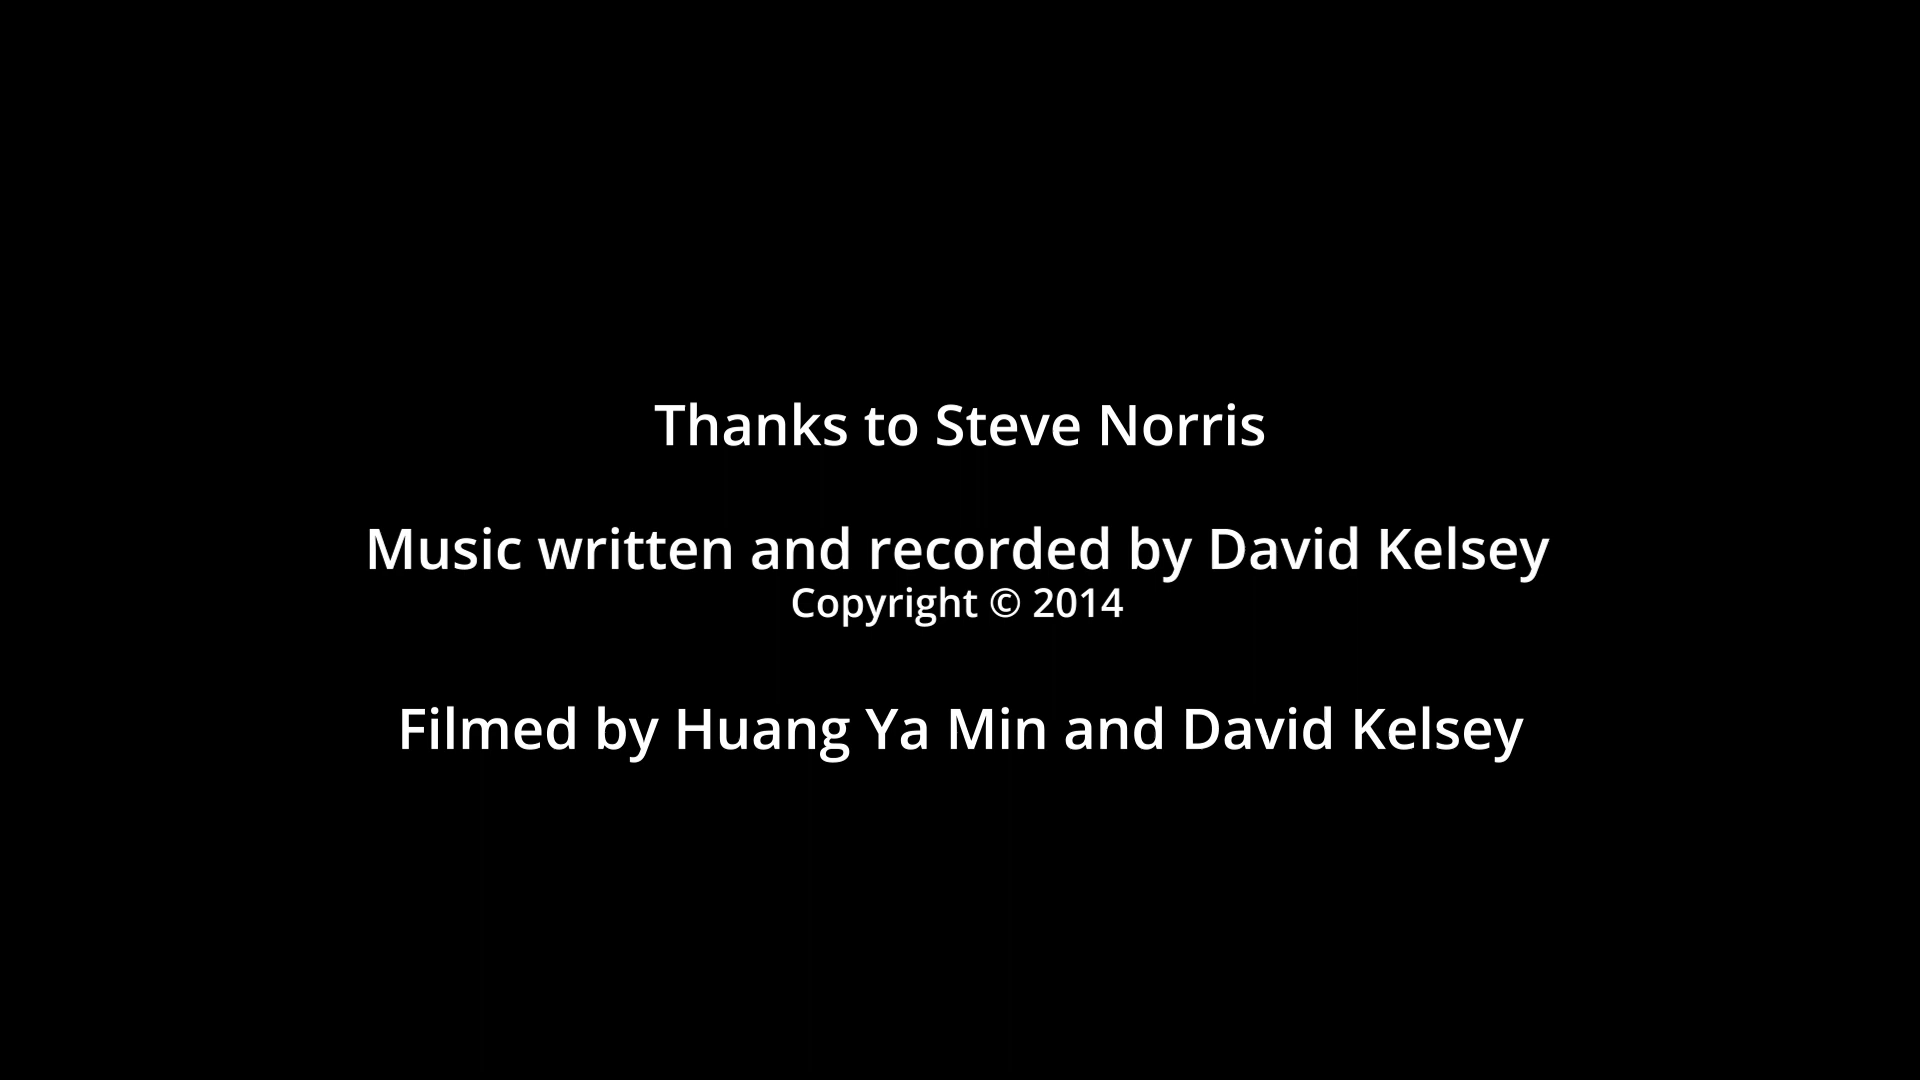 Thanks to Steve Norris
Music written and recorded by David Kelsey
Copyright © 2014
Filmed by Huang Ya Min and David Kelsey